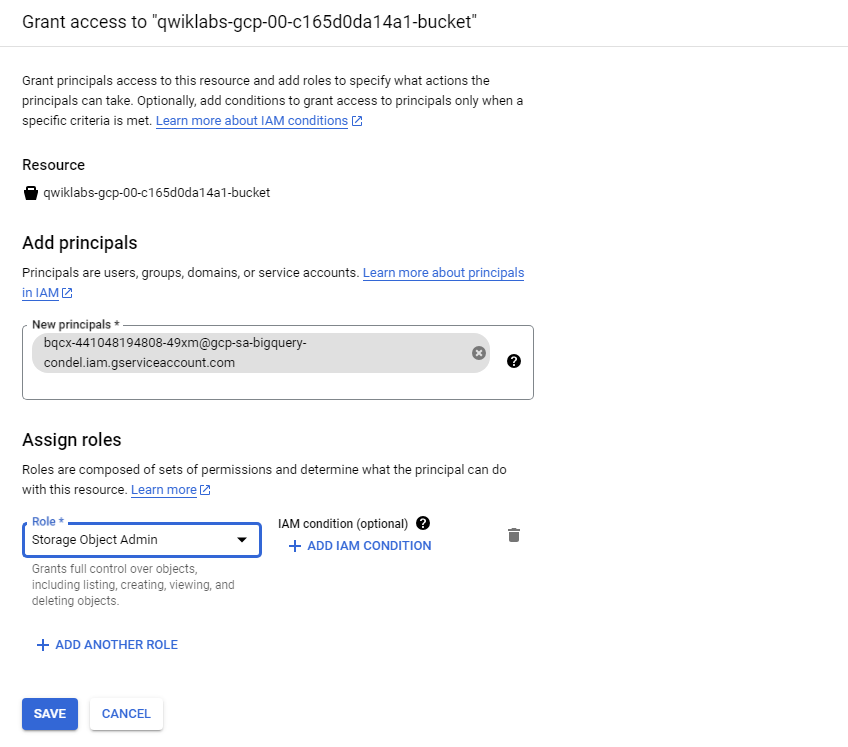 Grant access to "qwiklabs-gcp-00-c165d0da14a1-bucket"
Grant principals access to this resource and add roles to specify what actions the
principals can take. Optionally, add conditions to grant access to principals only when a
specific criteria is met. Learn more about IAM conditions
Resource
qwiklabs-gcp-00-c165d0da14a1-bucket
Add principals
Principals are users, groups, domains, or service accounts. Learn more about principals
in IAM
New principals *
bqcx-441048194808-49xm@gcp-sa-bigquery-
condel.iam.gserviceaccount.com
Assign roles
Roles are composed of sets of permissions and determine what the principal can do
with this resource. Learn more
Role *
Storage Object Admin
IAM condition (optional)
+ ADD IAM CONDITION
Grants full control over objects,
including listing, creating, viewing, and
deleting objects.
+ ADD ANOTHER ROLE
SAVE CANCEL